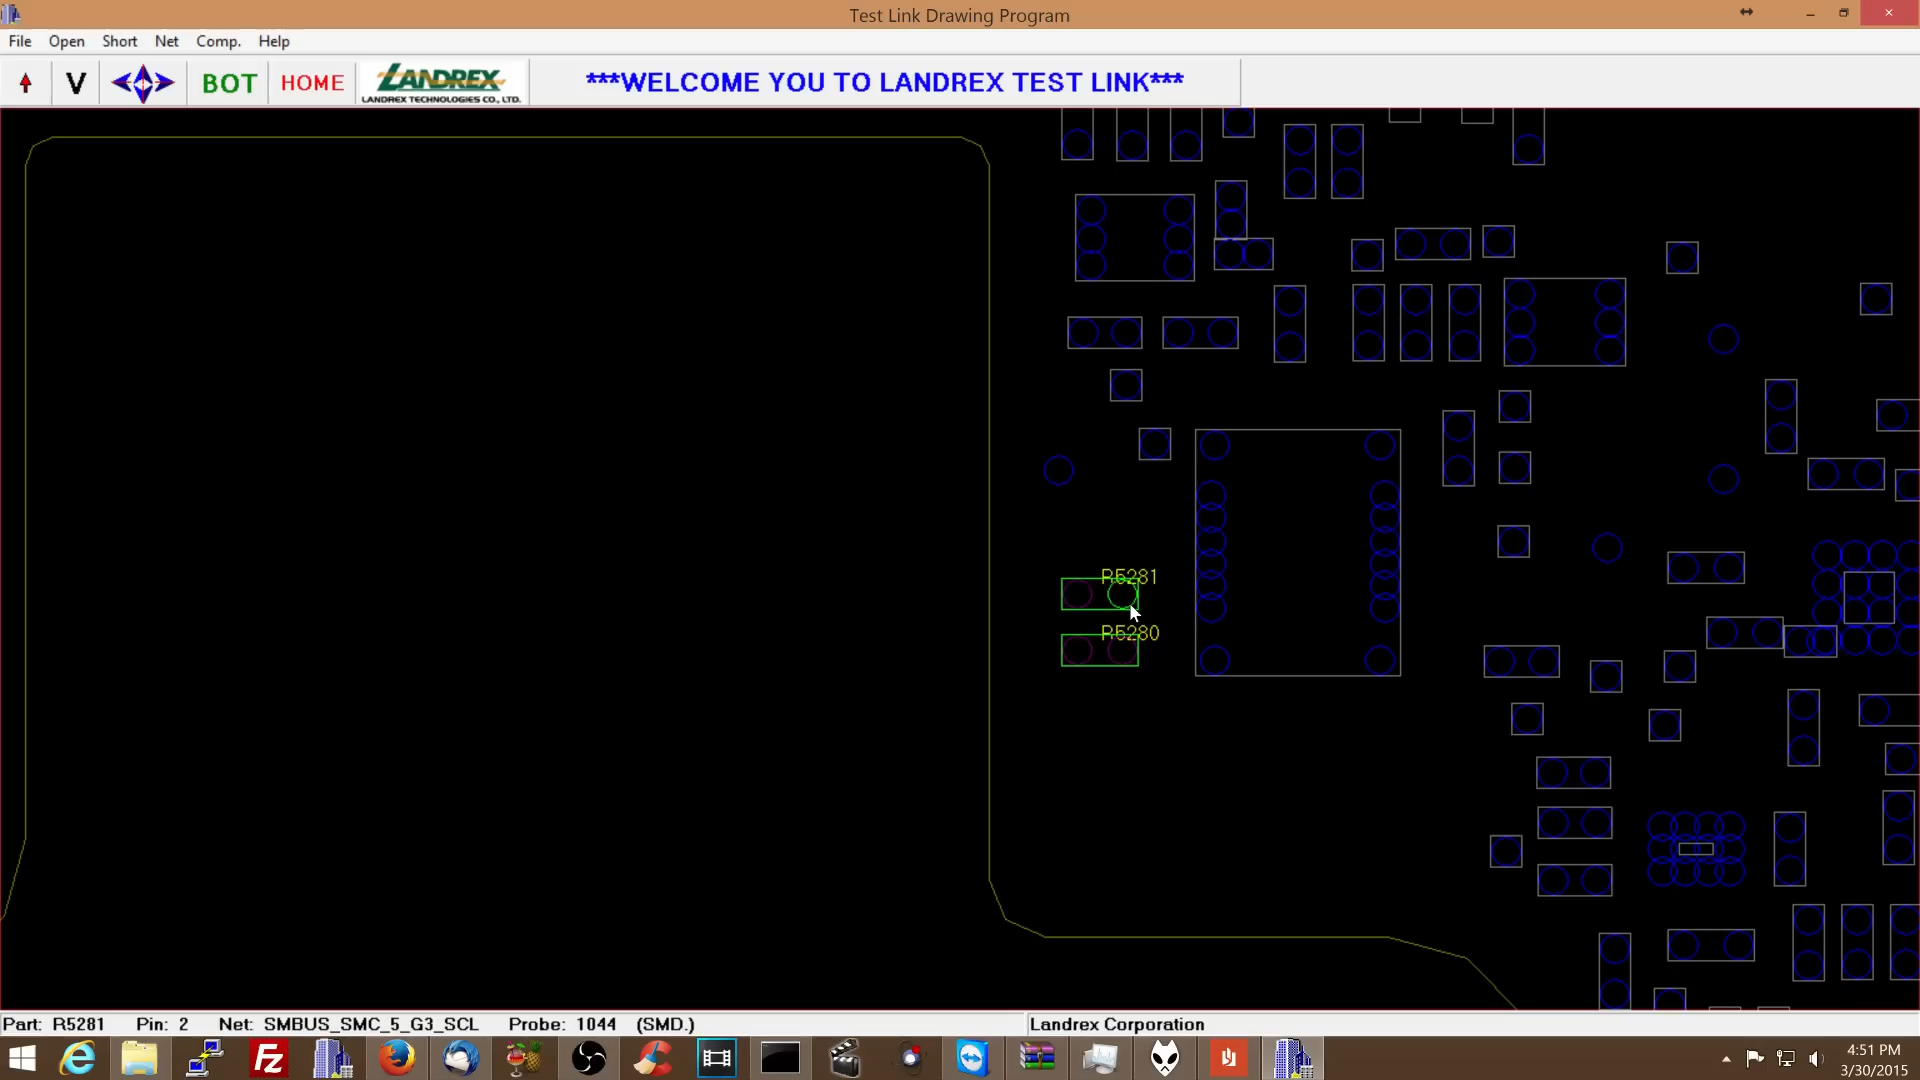 Test Link Drawing Program
File Open Short Net Comp. Help
V BOT HOME LANDREX ***WELCOME YOU TO LANDREX TEST LINK***
LANDREX TECHNOLOGIES CO., LTD.
R5281
R5280
Part: R5281 Pin: 2 Net: SMBUS_SMC_5_G3_SCL Probe: 1044 (SMD.) Landrex Corporation
4:51 PM
3/30/2015